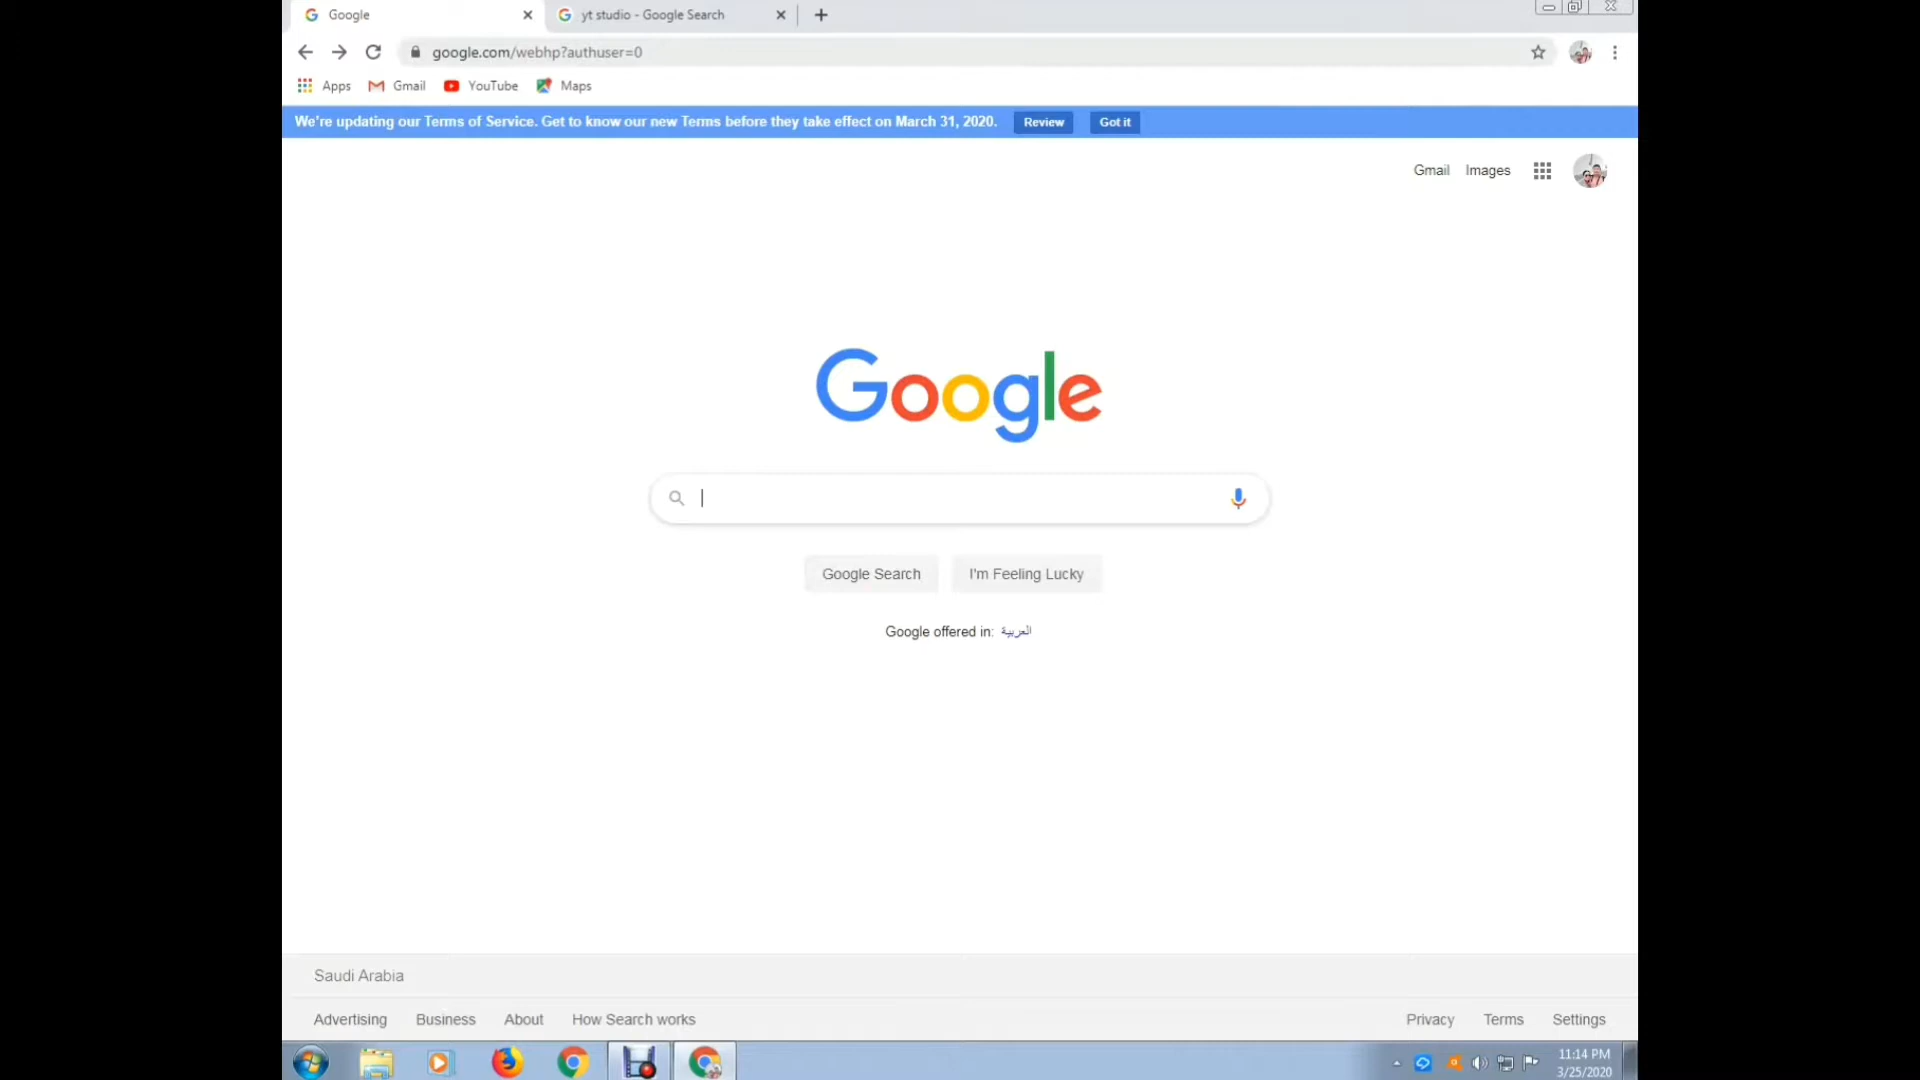 Google
yt studio - Google Search
google.com/webhp?authuser=0
Apps
Gmail
YouTube
Maps
We're updating our Terms of Service. Get to know our new Terms before they take effect on March 31, 2020.
Review
Got it
Gmail
Images
Google
Google Search
I'm Feeling Lucky
Google offered in: العربية
Saudi Arabia
Advertising
Business
About
How Search works
Privacy
Terms
Settings
11:14 PM
3/25/2020